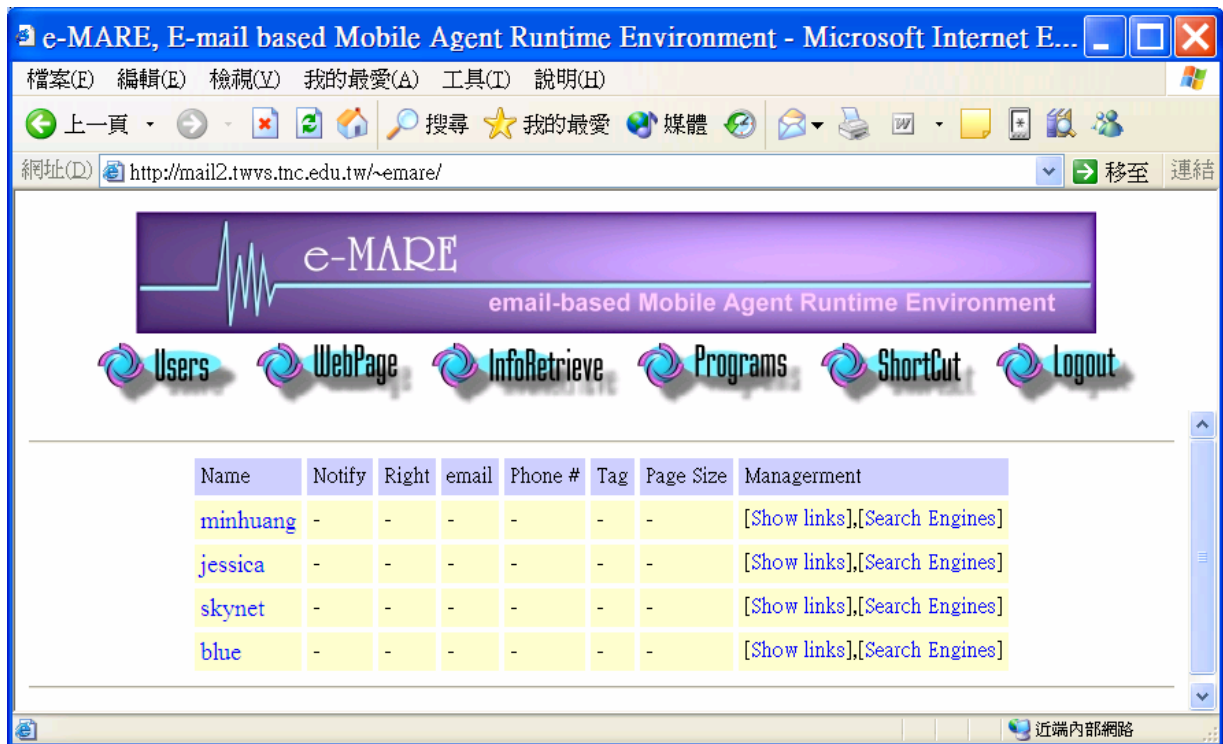 e-MARE, E-mail based Mobile Agent Runtime Environment - Microsoft Internet E...
檔案(F) 編輯(E) 檢視(V) 我的最愛(A) 工具(T) 說明(H)
上一頁 搜尋 我的最愛 媒體
網址(D) http://mail2.twvs.tnc.edu.tw/~emare/ 移至 連結
e-MARE
email-based Mobile Agent Runtime Environment
Users WebPage InfoRetrieve Programs ShortCut Logout
Name Notify Right email Phone # Tag Page Size Managerment
minhuang - - - - - - [Show links],[Search Engines]
jessica - - - - - - [Show links],[Search Engines]
skynet - - - - - - [Show links],[Search Engines]
blue - - - - - - [Show links],[Search Engines]
近端內部網路